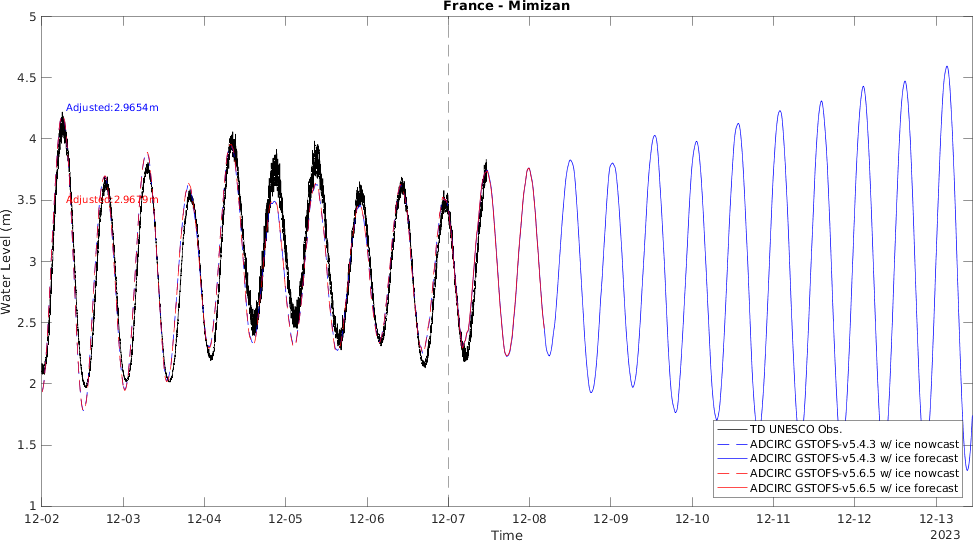 France - Mimizan
5
4.5
4
3.5
3
2.5
2
1.5
1
Water Level (m)
Adjusted:2.9654m
Adjusted:2.9679m
TD UNESCO Obs.
ADCIRC GSTOFS-v5.4.3 w/ ice nowcast
ADCIRC GSTOFS-v5.4.3 w/ ice forecast
ADCIRC GSTOFS-v5.6.5 w/ ice nowcast
ADCIRC GSTOFS-v5.6.5 w/ ice forecast
12-02 12-03 12-04 12-05 12-06 12-07 12-08 12-09 12-10 12-11 12-12 12-13
Time
2023